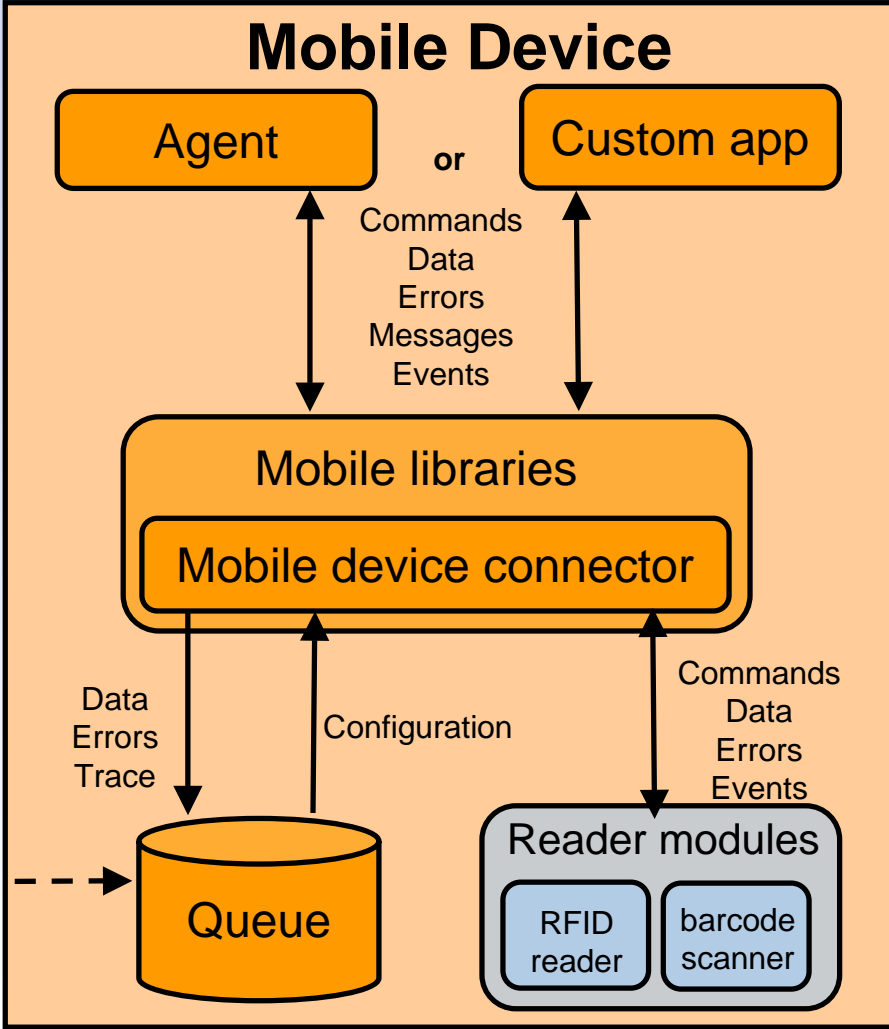 Mobile Device
Agent
or
Custom app
Commands
Data
Errors
Messages
Events
Mobile libraries
Mobile device connector
Data
Errors
Trace
Configuration
Commands
Data
Errors
Events
Queue
Reader modules
RFID
reader
barcode
scanner